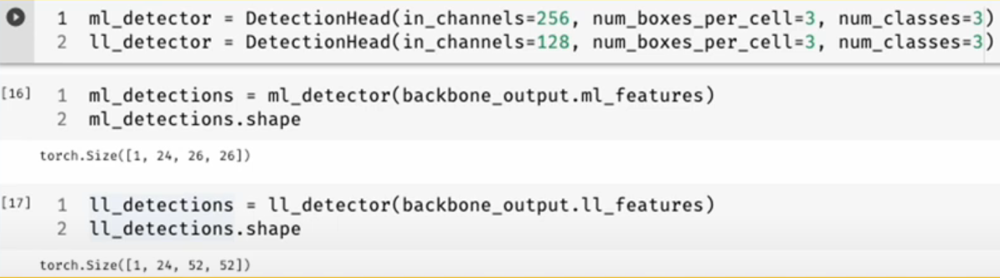 1 ml_detector = DetectionHead(in_channels=256, num_boxes_per_cell=3, num_classes=3)
2 ll_detector = DetectionHead(in_channels=128, num_boxes_per_cell=3, num_classes=3)
[16] 1 ml_detections = ml_detector(backbone_output.ml_features)
2 ml_detections.shape
torch.Size([1, 24, 26, 26])
[17] 1 ll_detections = ll_detector(backbone_output.ll_features)
2 ll_detections.shape
torch.Size([1, 24, 52, 52])